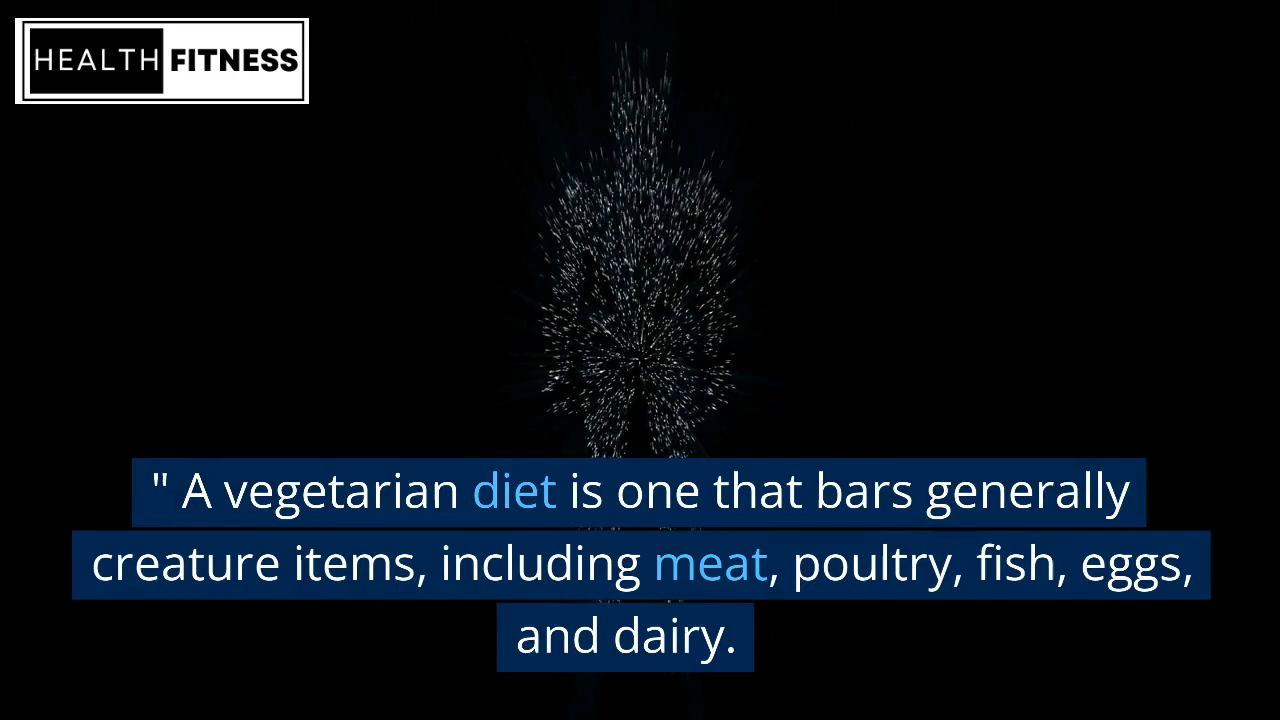 HEALTH FITNESS
" A vegetarian diet is one that bars generally
creature items, including meat, poultry, fish, eggs,
and dairy.